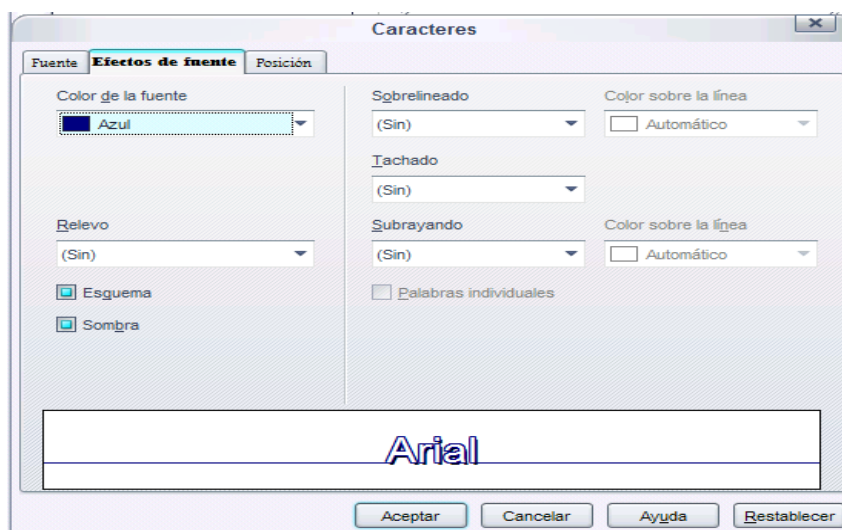 Caracteres
Fuente Efectos de fuente Posición
Color de la fuente Sobrelineado Color sobre la línea
Azul (Sin) Automático
Tachado
(Sin)
Relevo Subrayando Color sobre la línea
(Sin) (Sin) Automático
Esguema Palabras individuales
Sombra
Arial
Aceptar Cancelar Ayuda Restablecer